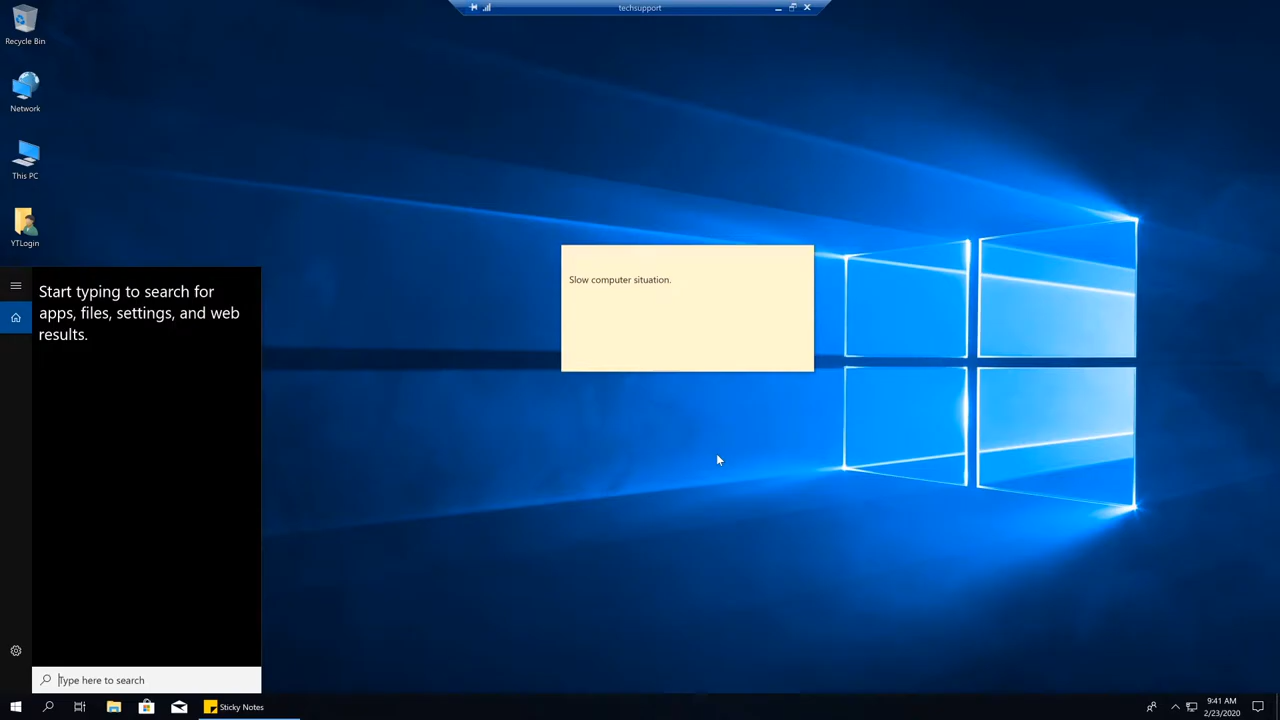 techsupport
Recycle Bin
Network
This PC
YTLogin
Start typing to search for
apps, files, settings, and web
results.
Slow computer situation.
Type here to search
Sticky Notes
9:41 AM
2/23/2020